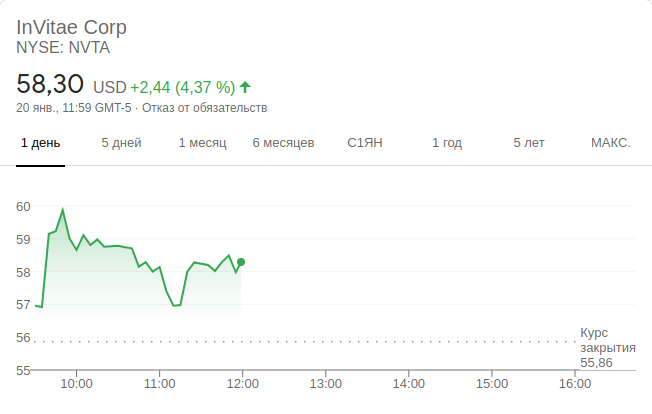 InVitae Corp
NYSE: NVTA
58,30 USD +2,44 (4,37 %)
20 янв., 11:59 GMT-5 · Отказ от обязательств
1 день 5 дней 1 месяц 6 месяцев С1ЯН 1 год 5 лет МАКС.
60
59
58
57
56
55
Курс
закрытия
55,86
10:00 11:00 12:00 13:00 14:00 15:00 16:00